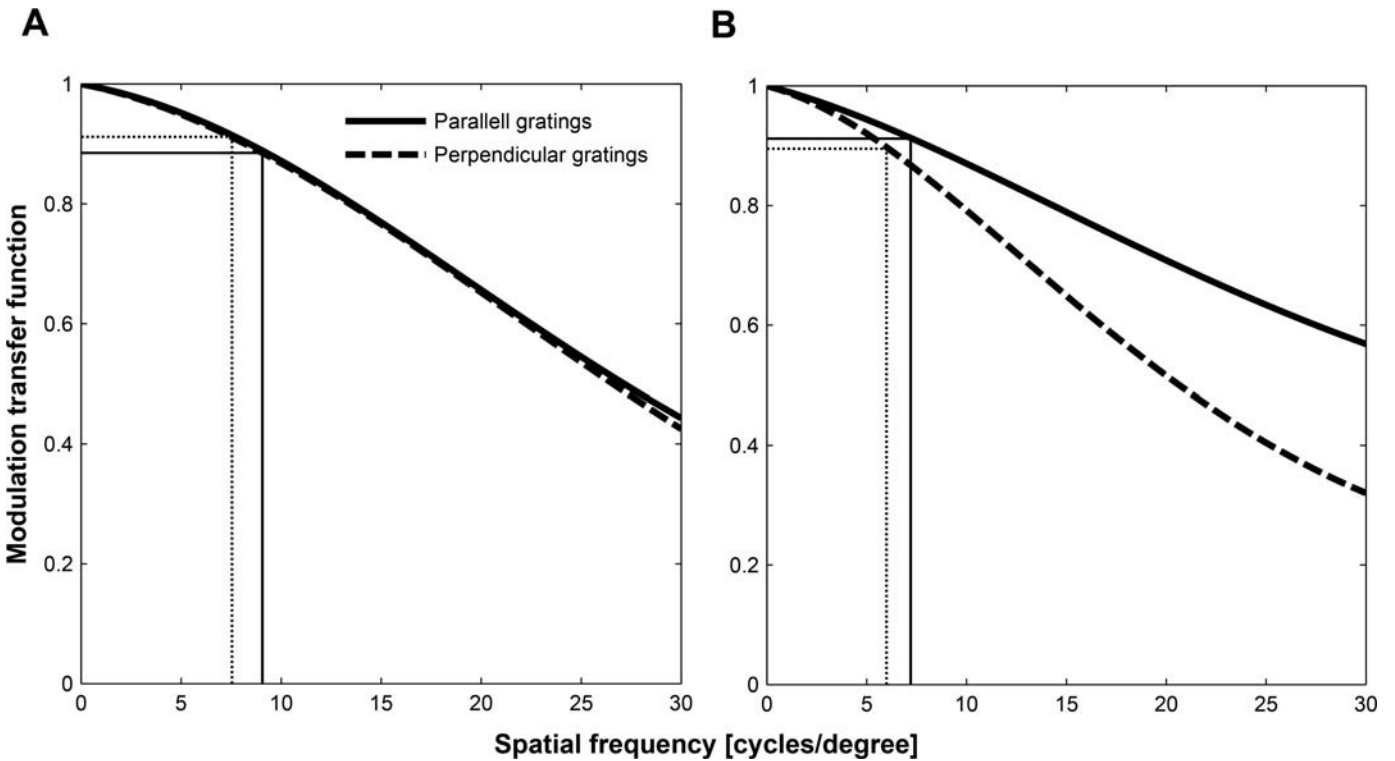 A
B
Modulation transfer function
1
0.8
0.6
0.4
0.2
0
0 5 10 15 20 25 30
Parallell gratings
Perpendicular gratings
1
0.8
0.6
0.4
0.2
0
0 5 10 15 20 25 30
Spatial frequency [cycles/degree]